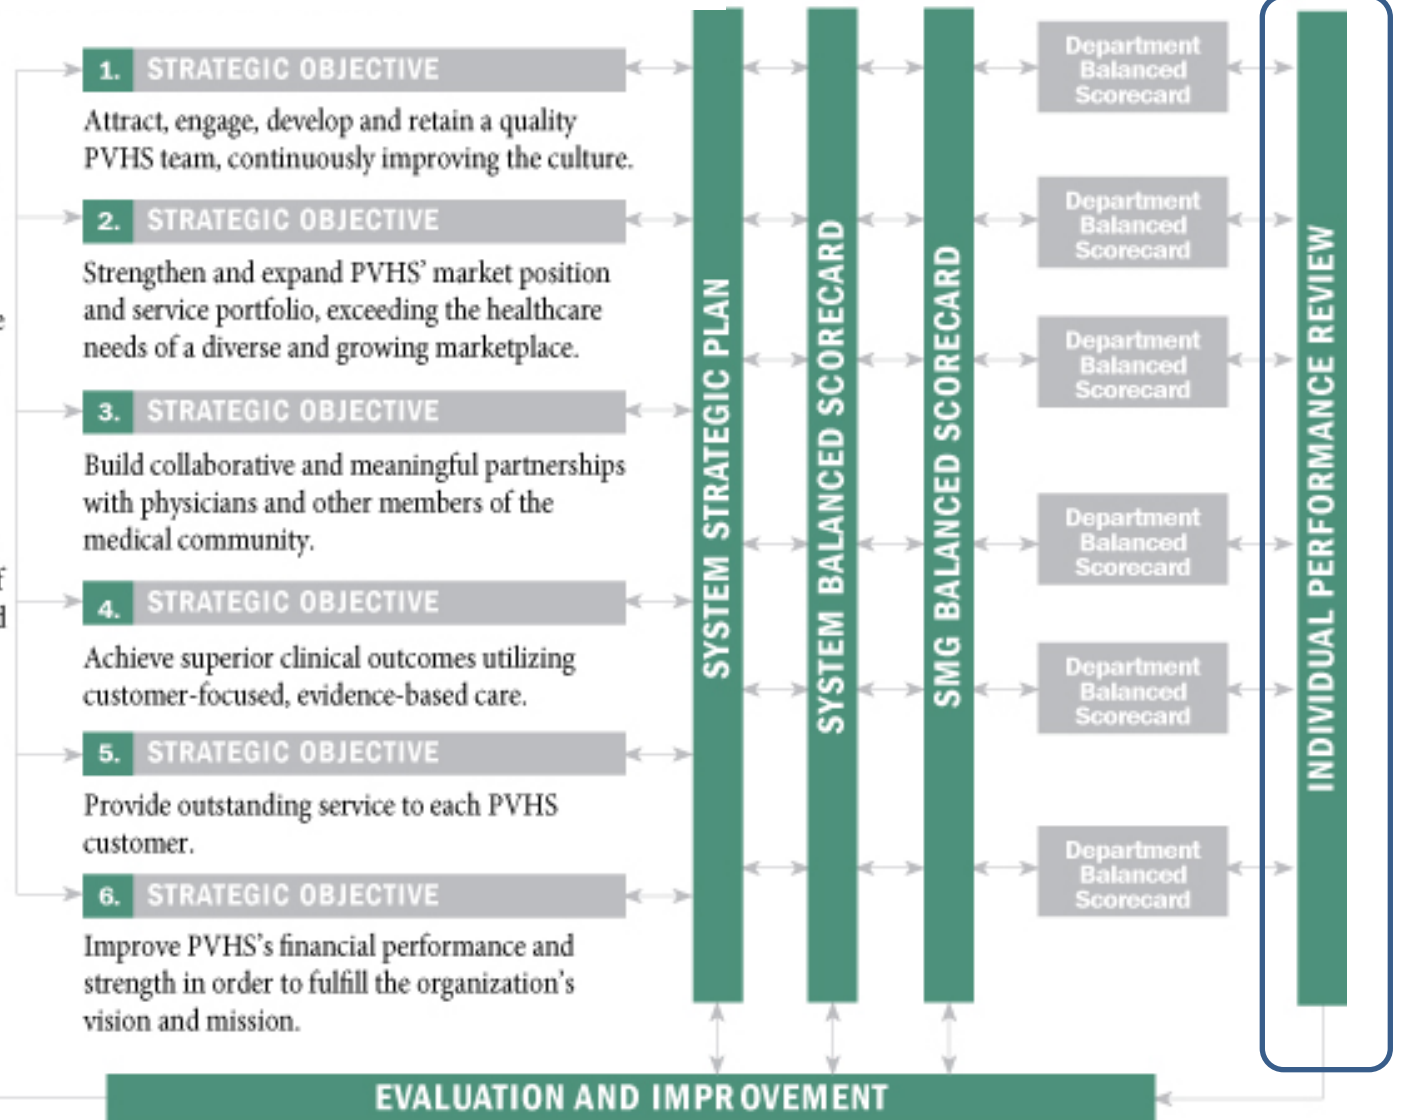 1. STRATEGIC OBJECTIVE
Attract, engage, develop and retain a quality
PVHS team, continuously improving the culture.
2. STRATEGIC OBJECTIVE
Strengthen and expand PVHS’ market position
and service portfolio, exceeding the healthcare
needs of a diverse and growing marketplace.
3. STRATEGIC OBJECTIVE
Build collaborative and meaningful partnerships
with physicians and other members of the
medical community.
4. STRATEGIC OBJECTIVE
Achieve superior clinical outcomes utilizing
customer-focused, evidence-based care.
5. STRATEGIC OBJECTIVE
Provide outstanding service to each PVHS
customer.
6. STRATEGIC OBJECTIVE
Improve PVHS’s financial performance and
strength in order to fulfill the organization’s
vision and mission.
SYSTEM STRATEGIC PLAN
SYSTEM BALANCED SCORECARD
SMG BALANCED SCORECARD
Department
Balanced
Scorecard
Department
Balanced
Scorecard
Department
Balanced
Scorecard
Department
Balanced
Scorecard
Department
Balanced
Scorecard
Department
Balanced
Scorecard
INDIVIDUAL PERFORMANCE REVIEW
EVALUATION AND IMPROVEMENT